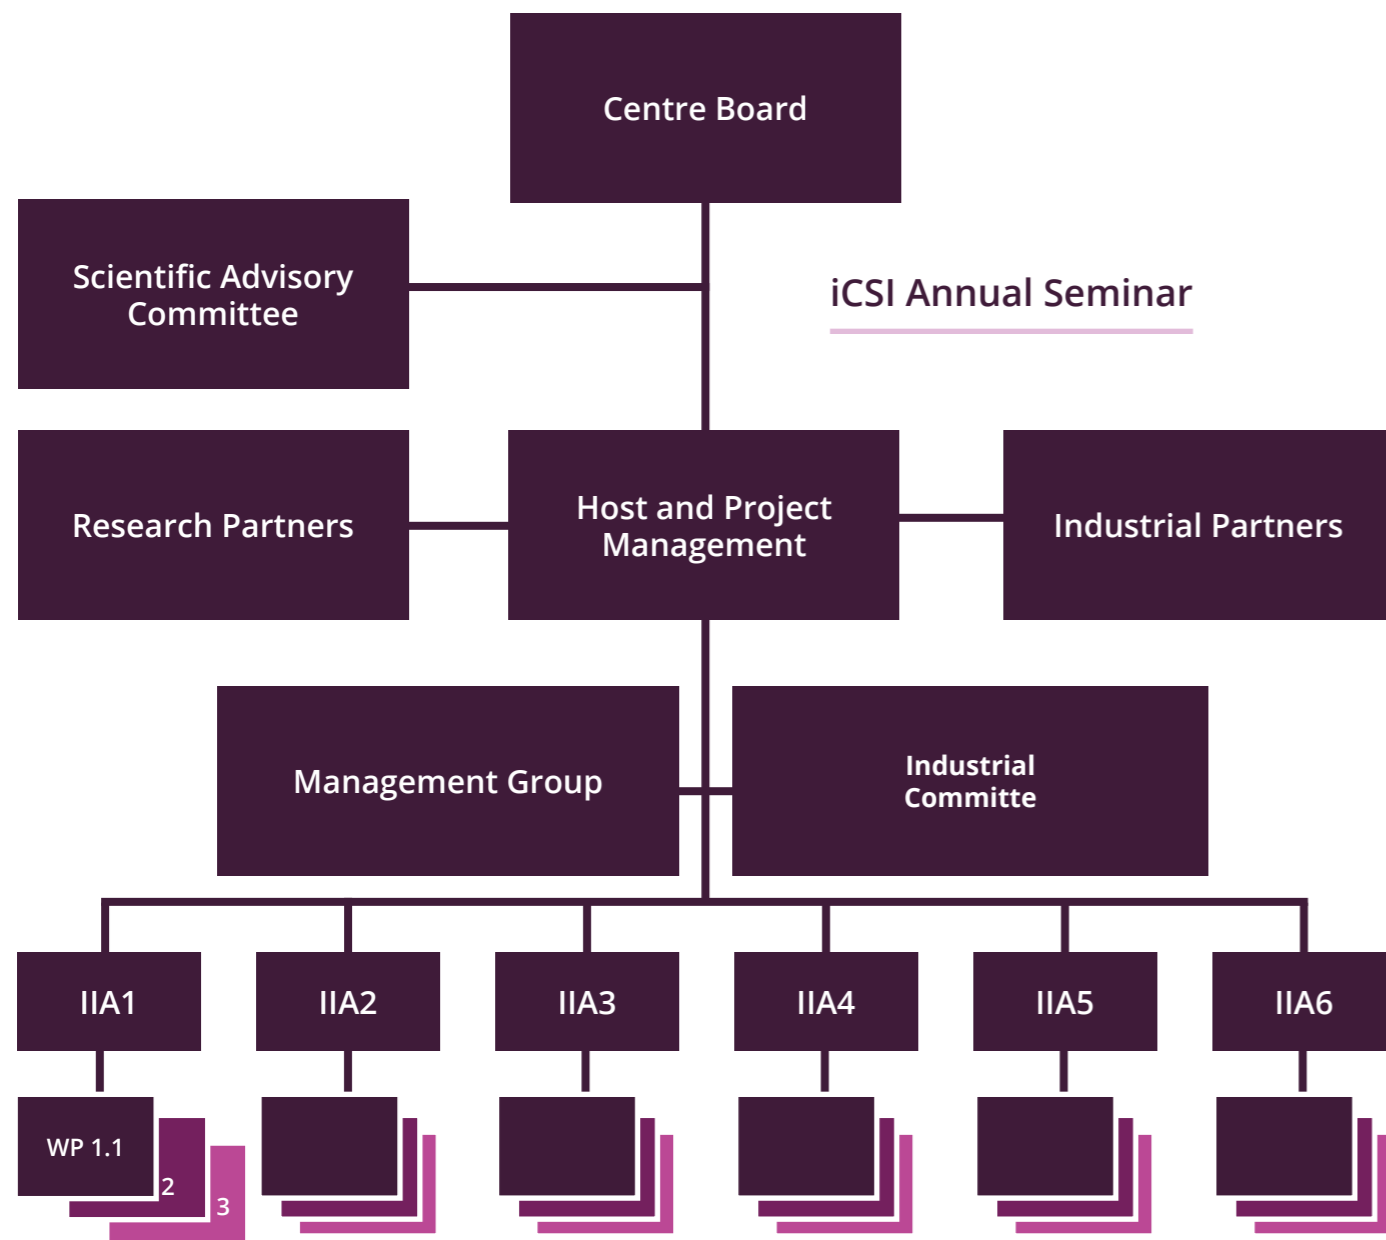 Centre Board
Scientific Advisory
Committee
iCSI Annual Seminar
Research Partners
Host and Project
Management
Industrial Partners
Management Group
Industrial
Committe
IIA1
IIA2
IIA3
IIA4
IIA5
IIA6
WP 1.1
2
3